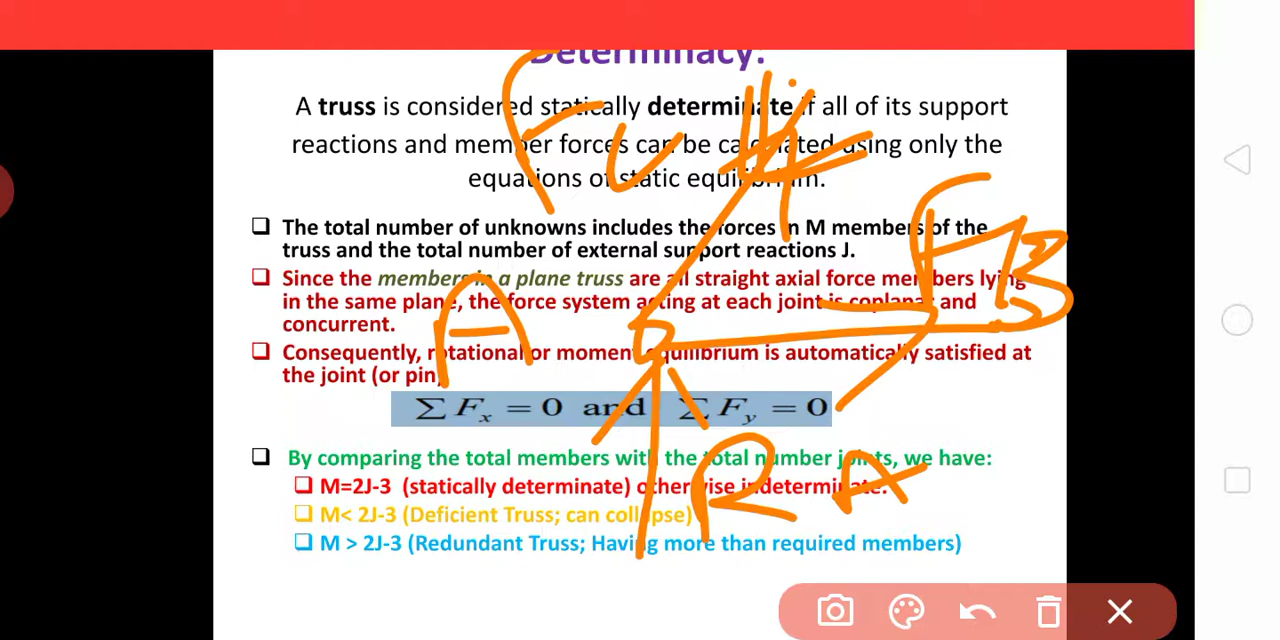 Determinacy:
A truss is considered statically determinate if all of its support
reactions and member forces can be calculated using only the
equations of static equilibrium.
The total number of unknowns includes the forces in M members of the
truss and the total number of external support reactions J.
Since the members in a plane truss are all straight axial force members lying
in the same plane, the force system acting at each joint is coplanar and
concurrent.
Consequently, rotational or moment equilibrium is automatically satisfied at
the joint (or pin)
∑ Fx = 0 and ∑ Fy = 0
By comparing the total members with the total number joints, we have:
M=2J-3 (statically determinate) otherwise indeterminate.
M< 2J-3 (Deficient Truss; can collapse)
M > 2J-3 (Redundant Truss; Having more than required members)
A
RA